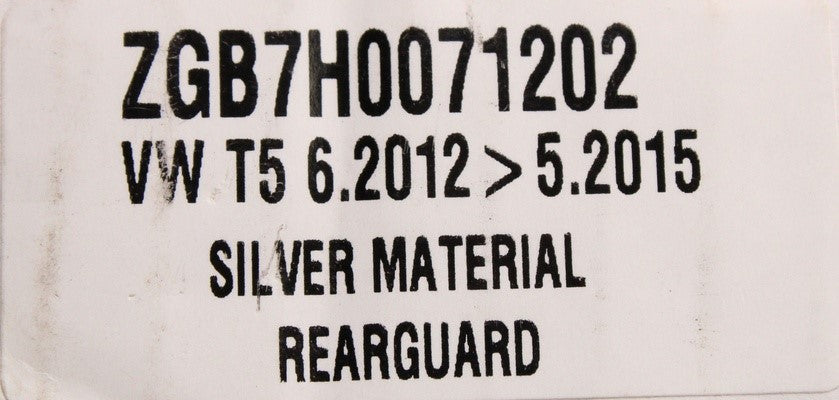 ZGB7H0071202
VW T5 6.2012 > 5.2015
SILVER MATERIAL
REARGUARD